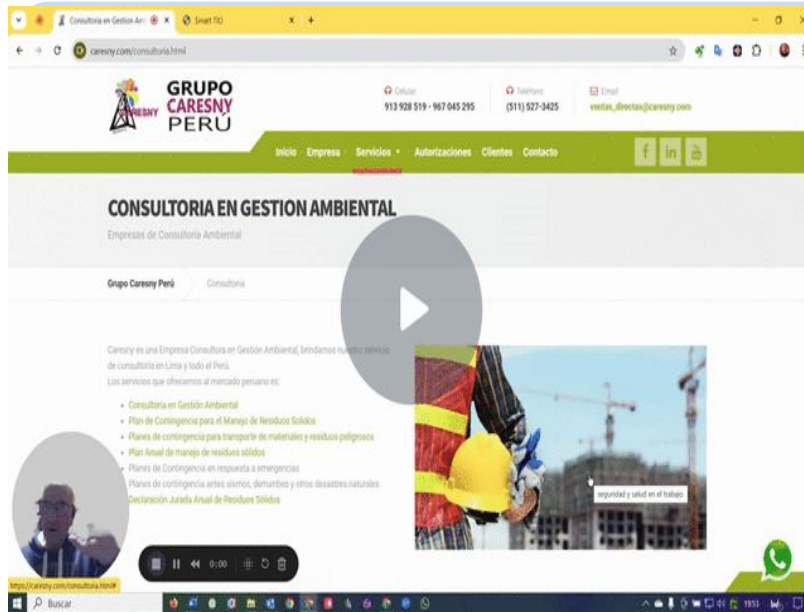 Consultoria en Gestion Am
Smart TIO
caresny.com/consultoria.html
CARESNY
GRUPO
CARESNY
PERÚ
Celular
913 928 519 - 967 045 295
Teléfono
(511) 527-3425
Email
ventas_directas@caresny.com
Inicio Empresa Servicios Autorizaciones Clientes Contacto
f in
CONSULTORIA EN GESTION AMBIENTAL
Empresas de Consultoria Ambiental
Grupo Caresny Perú Consultoria
Caresny es una Empresa Consultora en Gestión Ambiental, brindamos nuestro servicio
de consultoría en Lima y todo el Perú.
Los servicios que ofrecemos al mercado peruano es:
Consultoria en Gestión Ambiental
Plan de Contingencia para el Manejo de Residuos Solidos
Planes de contingencia para transporte de materiales y residuos peligrosos
Plan Anual de manejo de residuos sólidos
Planes de Contingencia en respuesta a emergencias
Planes de contingencia antes sismos, derrumbes y otros desastres naturales
Declaración Jurada Anual de Residuos Sólidos
seguridad y salud en el trabajo
0:00
https://caresny.com/consultoria.html#
Buscar